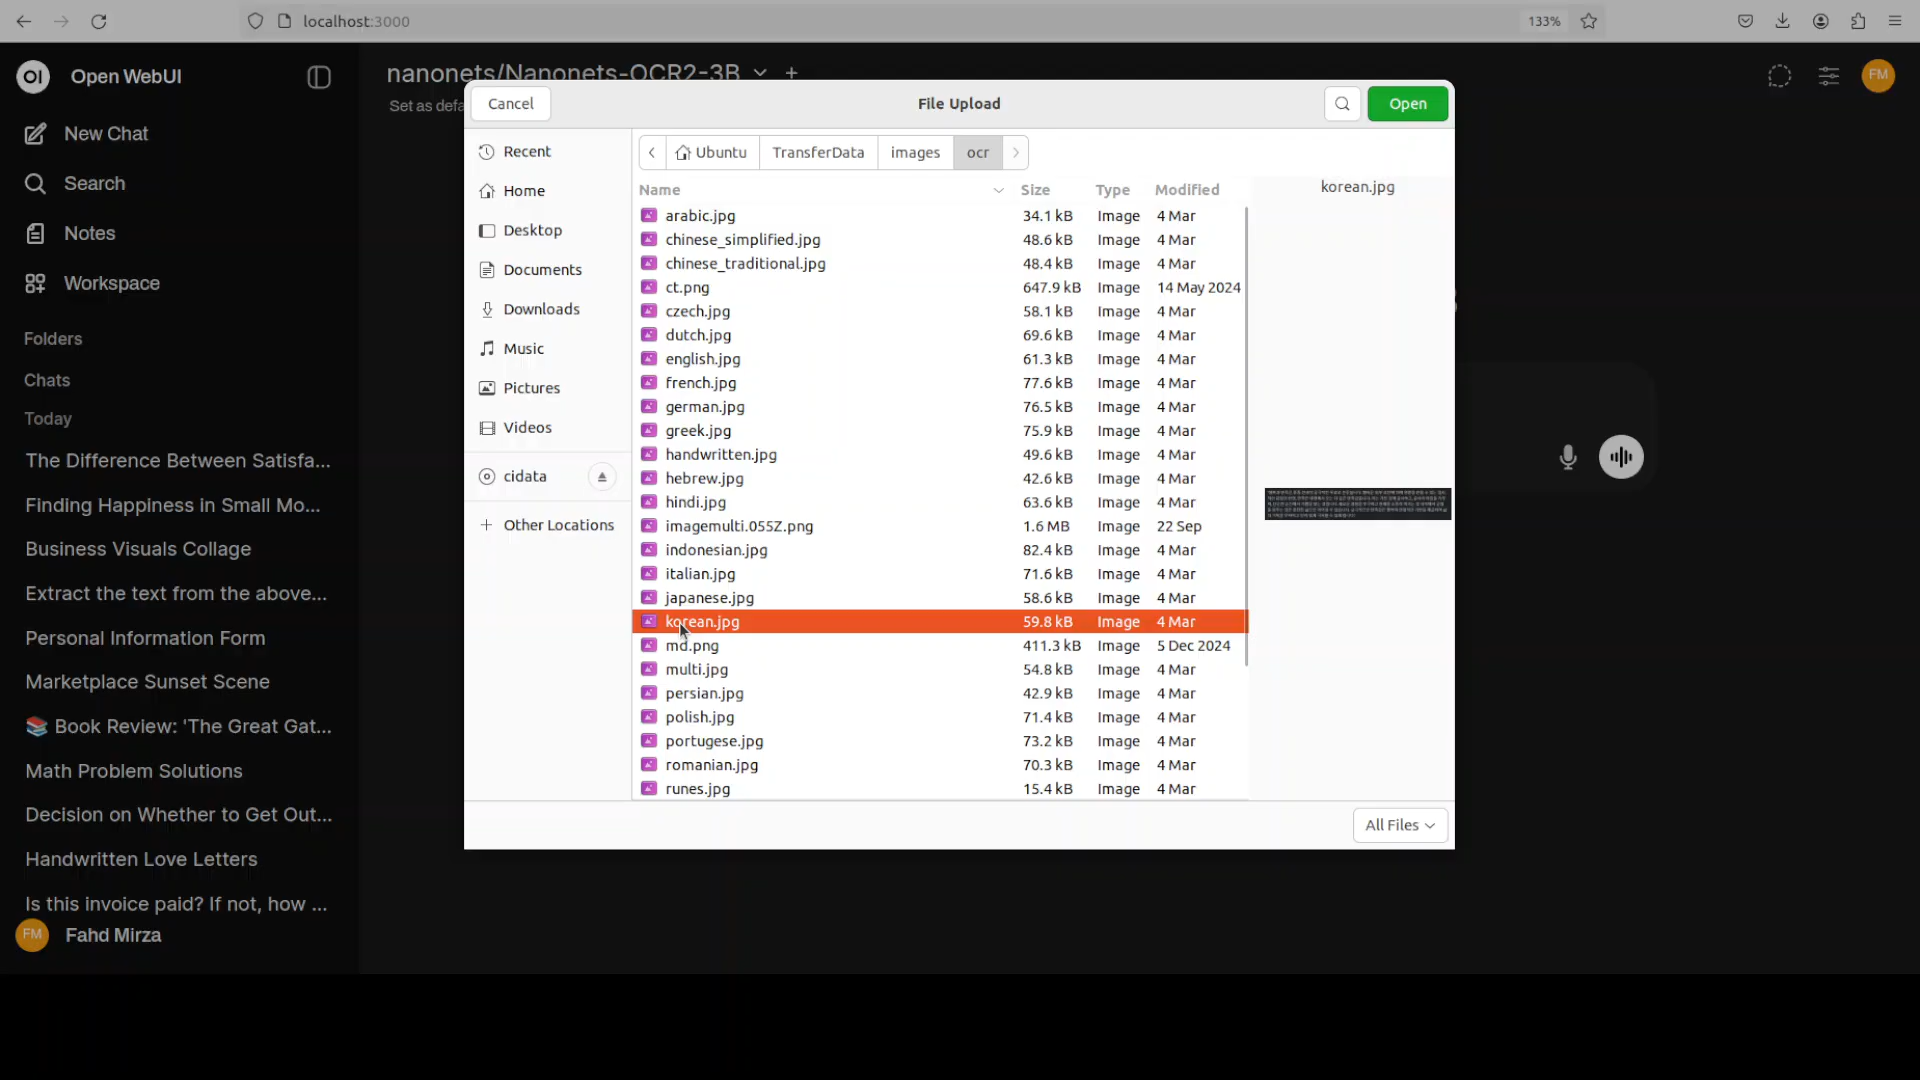 localhost:3000
133%
OI
Open WebUI
New Chat
Search
Notes
Workspace
Folders
Chats
Today
The Difference Between Satisfa...
Finding Happiness in Small Mo...
Business Visuals Collage
Extract the text from the above...
Personal Information Form
Marketplace Sunset Scene
📚 Book Review: 'The Great Gat...
Math Problem Solutions
Decision on Whether to Get Out...
Handwritten Love Letters
Is this invoice paid? If not, how ...
FM
Fahd Mirza
nanonets/Nanonets-OCR2-3B
Set as defa
FM
Cancel
File Upload
Open
Recent
Home
Desktop
Documents
Downloads
Music
Pictures
Videos
cidata
Other Locations
Ubuntu TransferData images ocr
Name Size Type Modified
arabic.jpg 34.1 kB Image 4 Mar
chinese_simplified.jpg 48.6 kB Image 4 Mar
chinese_traditional.jpg 48.4 kB Image 4 Mar
ct.png 647.9 kB Image 14 May 2024
czech.jpg 58.1 kB Image 4 Mar
dutch.jpg 69.6 kB Image 4 Mar
english.jpg 61.3 kB Image 4 Mar
french.jpg 77.6 kB Image 4 Mar
german.jpg 76.5 kB Image 4 Mar
greek.jpg 75.9 kB Image 4 Mar
handwritten.jpg 49.6 kB Image 4 Mar
hebrew.jpg 42.6 kB Image 4 Mar
hindi.jpg 63.6 kB Image 4 Mar
imagemulti.055Z.png 1.6 MB Image 22 Sep
indonesian.jpg 82.4 kB Image 4 Mar
italian.jpg 71.6 kB Image 4 Mar
japanese.jpg 58.6 kB Image 4 Mar
korean.jpg 59.8 kB Image 4 Mar
md.png 411.3 kB Image 5 Dec 2024
multi.jpg 54.8 kB Image 4 Mar
persian.jpg 42.9 kB Image 4 Mar
polish.jpg 71.4 kB Image 4 Mar
portugese.jpg 73.2 kB Image 4 Mar
romanian.jpg 70.3 kB Image 4 Mar
runes.jpg 15.4 kB Image 4 Mar
korean.jpg
All Files